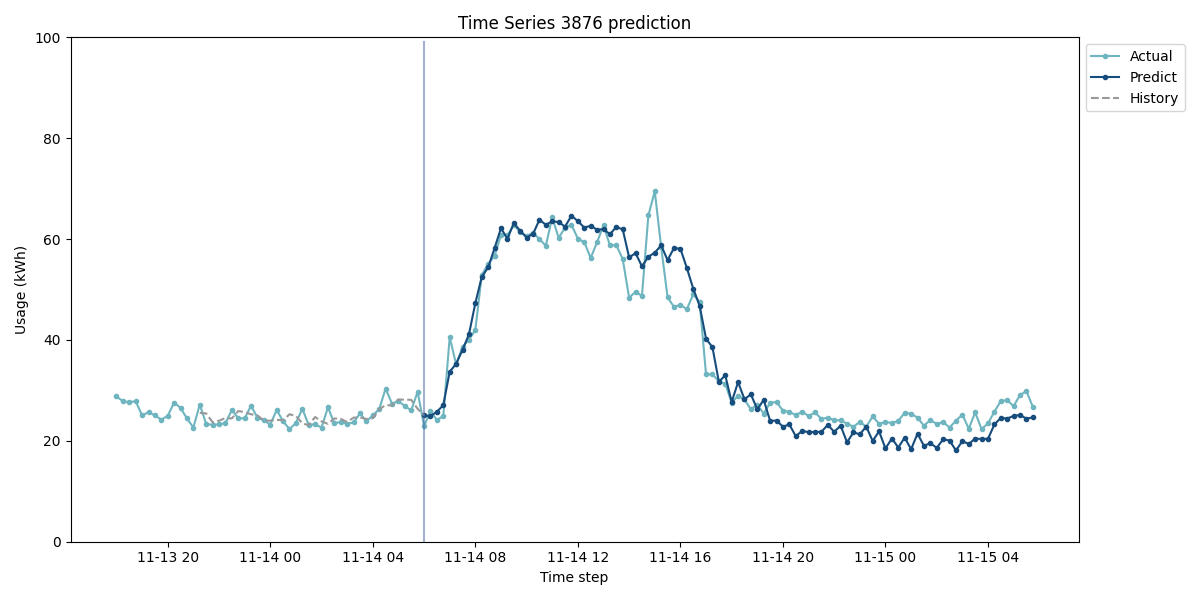 Time Series 3876 prediction
100
80
60
40
20
0
Usage (kWh)
11-13 20
11-14 00
11-14 04
11-14 08
11-14 12
11-14 16
11-14 20
11-15 00
11-15 04
Time step
Actual
Predict
History